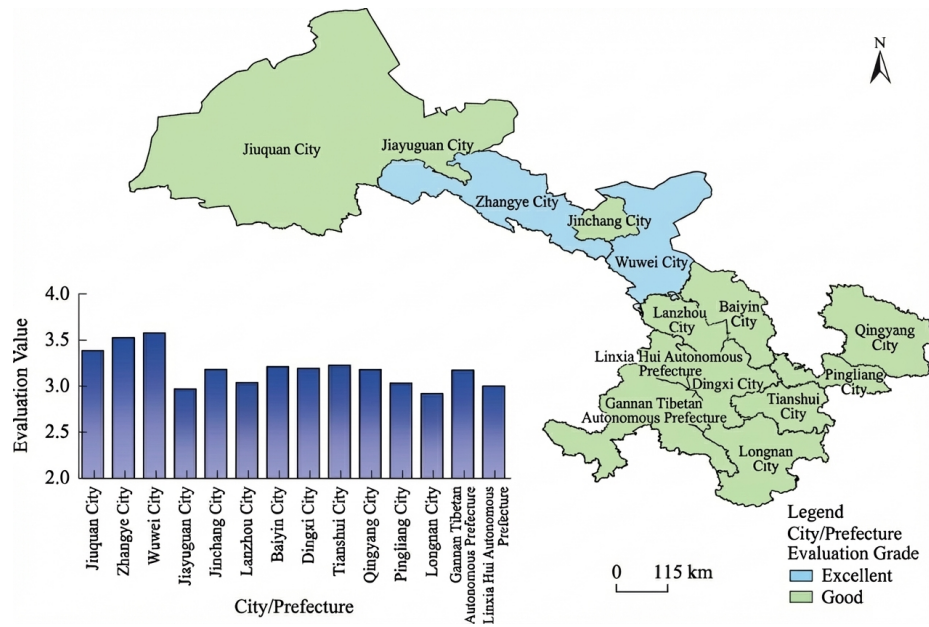 N
Jiuquan City
Jiayuguan City
Zhangye City
Jinchang City
Wuwei City
Lanzhou
City
Baiyin
City
Qingyang
City
Linxia Hui Autonomous
Prefecture
Dingxi City
Pingliang
City
Gannan Tibetan
Autonomous Prefecture
Tianshui
City
Longnan
City
Evaluation Value
4.0
3.5
3.0
2.5
2.0
Jiuquan City
Zhangye City
Wuwei City
Jiayuguan City
Jinchang City
Lanzhou City
Baiyin City
Dingxi City
Tianshui City
Qingyang City
Pingliang City
Longnan City
Gannan Tibetan
Autonomous Prefecture
Linxia Hui Autonomous
Prefecture
City/Prefecture
0 115 km
Legend
City/Prefecture
Evaluation Grade
Excellent
Good